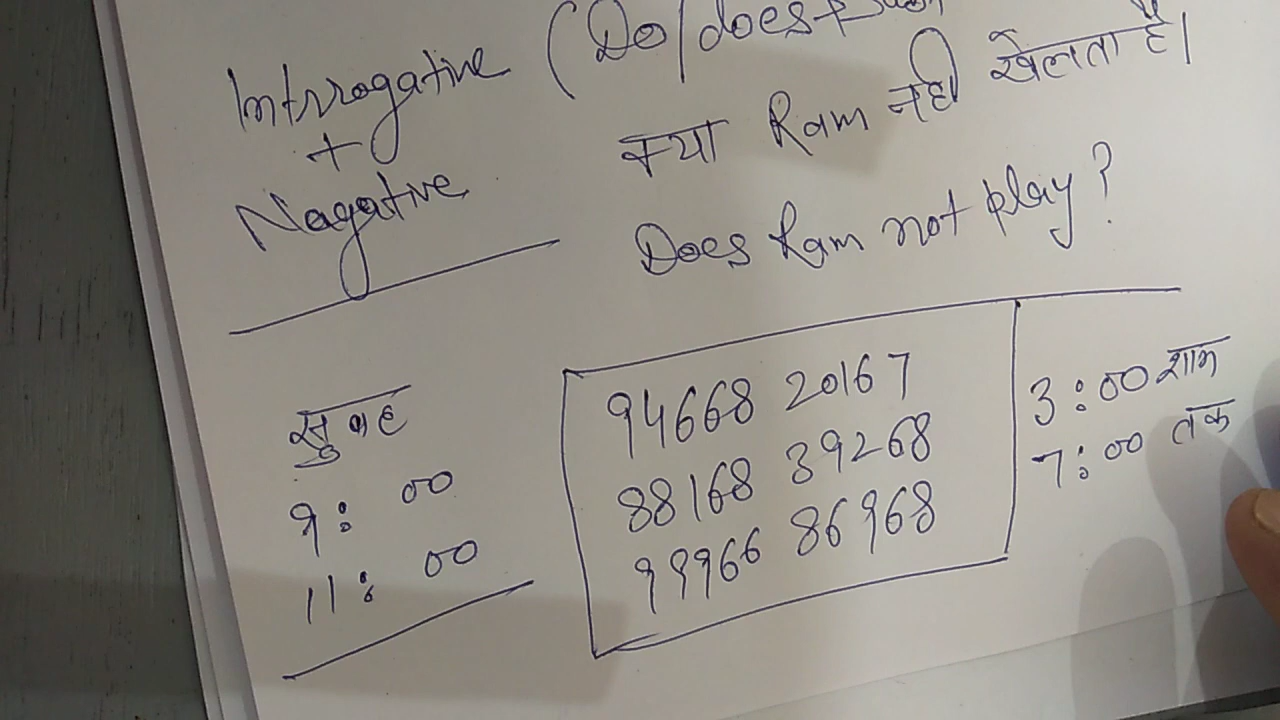 Intrrogative (Do/does+
+
Nagative
क्या Ram नही खेलता है।
Does Ram not play?
सुबह
9:00
11:00
94668 20167
88168 39268
99966 86968
3:00 शाम
7:00 तक